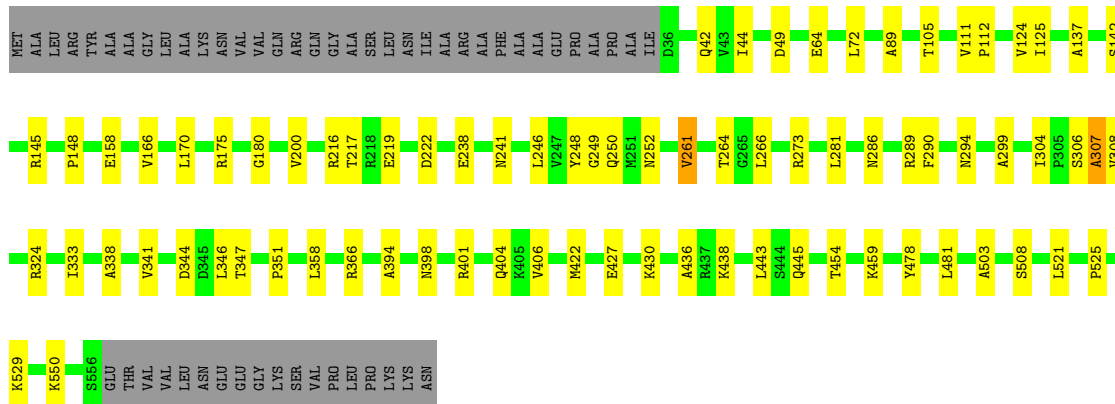 MET ALA LEU ARG TYR ALA ALA GLY LEU ALA LYS ASN VAL VAL ARG GLN GLY ALA SER LEU ASN ILE ALA ARG ALA PHE ALA ALA GLU PRO ALA PRO ALA ILE D36 Q42 V43 I44 D49 E64 L72 A89 T105 V111 P112 V124 I125 A137 S142
R145 P148 E158 V166 L170 R175 G180 V200 R216 T217 R218 E219 D222 E238 N241 L246 V247 Y248 G249 Q250 M251 N252 V261 T264 G265 L266 R273 L281 N286 R289 F290 N294 A299 I304 P305 S306 A307
R324 I333 A338 V341 D344 D345 L346 T347 P351 L358 R366 A394 N398 R401 Q404 K405 V406 M422 E427 K430 A436 R437 K438 L443 S444 Q445 T454 K459 Y478 L481 A503 S508 L521 P525
K529 K550 S556 GLU THR VAL VAL LEU ASN GLU GLU GLY LYS SER VAL PRO LEU PRO LYS LYS ASN